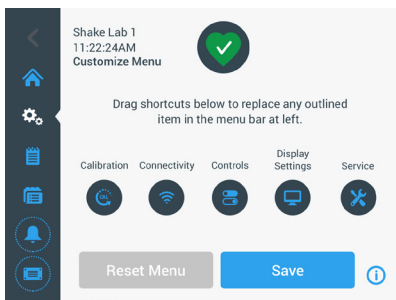 Shake Lab 1
11:22:24AM
Customize Menu
Drag shortcuts below to replace any outlined
item in the menu bar at left.
Calibration
Connectivity
Controls
Display
Settings
Service
CAL
Reset Menu
Save
i